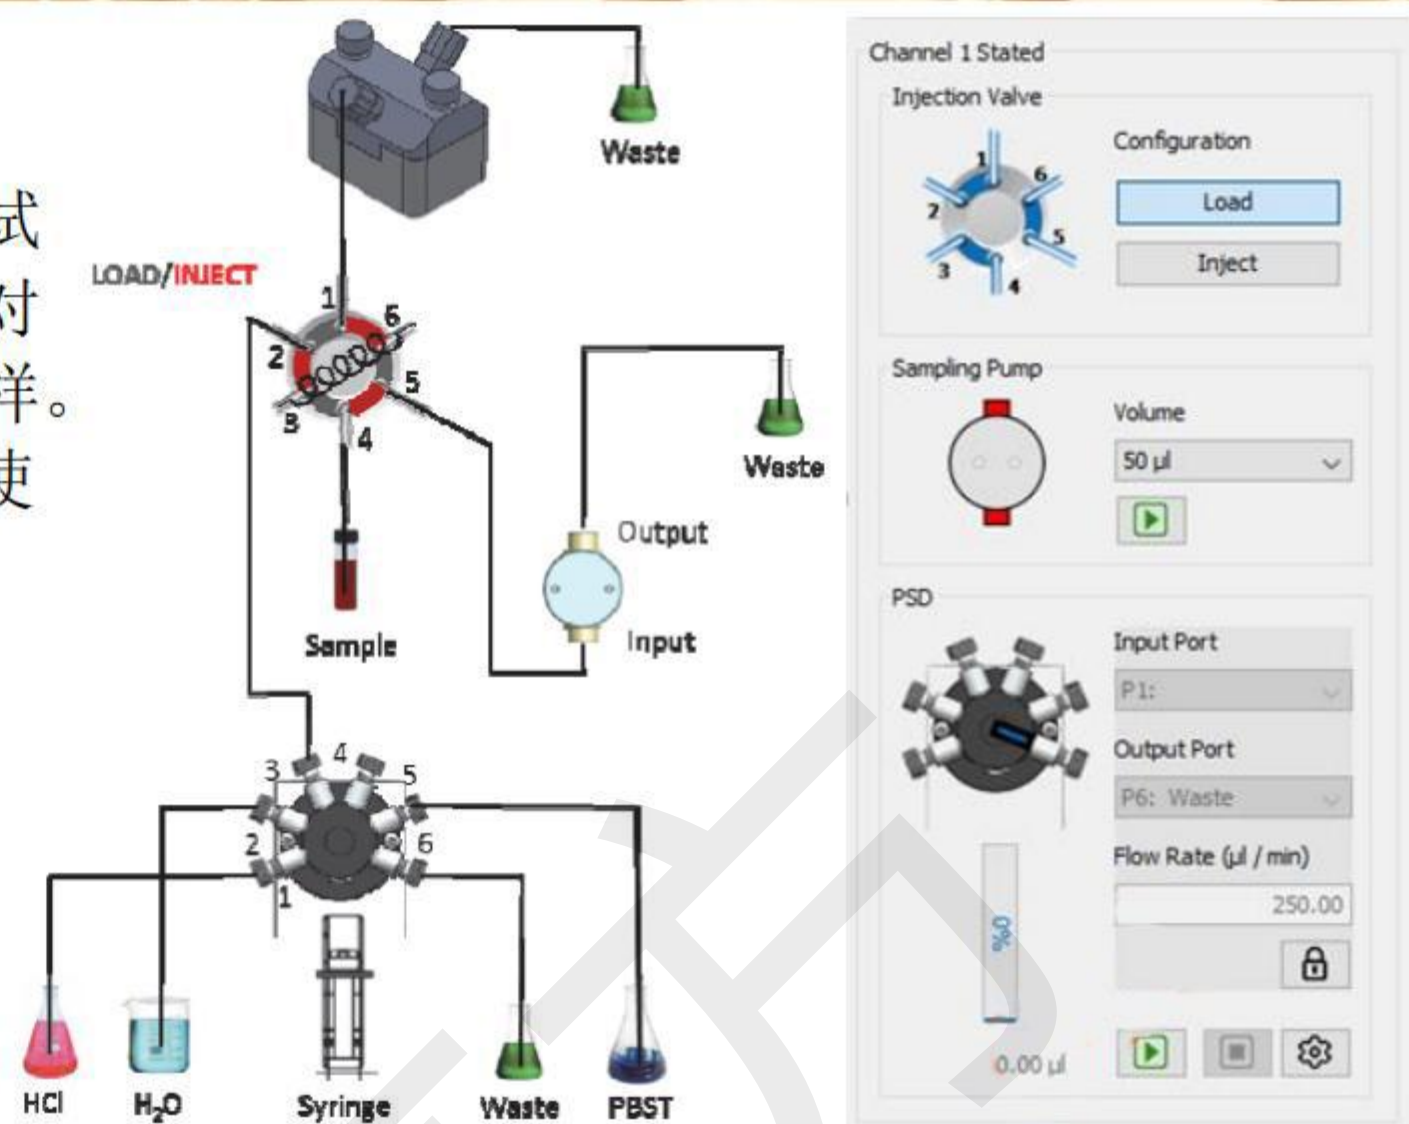 式
对
样。
使
Waste
LOAD/INJECT
1
6
2
5
3
4
Sample
Waste
Output
Input
4
3
5
2
6
1
HCl
H₂O
Syringe
Waste
PBST
Channel 1 Stated
Injection Valve
Configuration
1
6
2
5
3
4
Load
Inject
Sampling Pump
Volume
50 µl
PSD
Input Port
P1:
Output Port
P6: Waste
Flow Rate (µl / min)
250.00
0%
0.00 µl